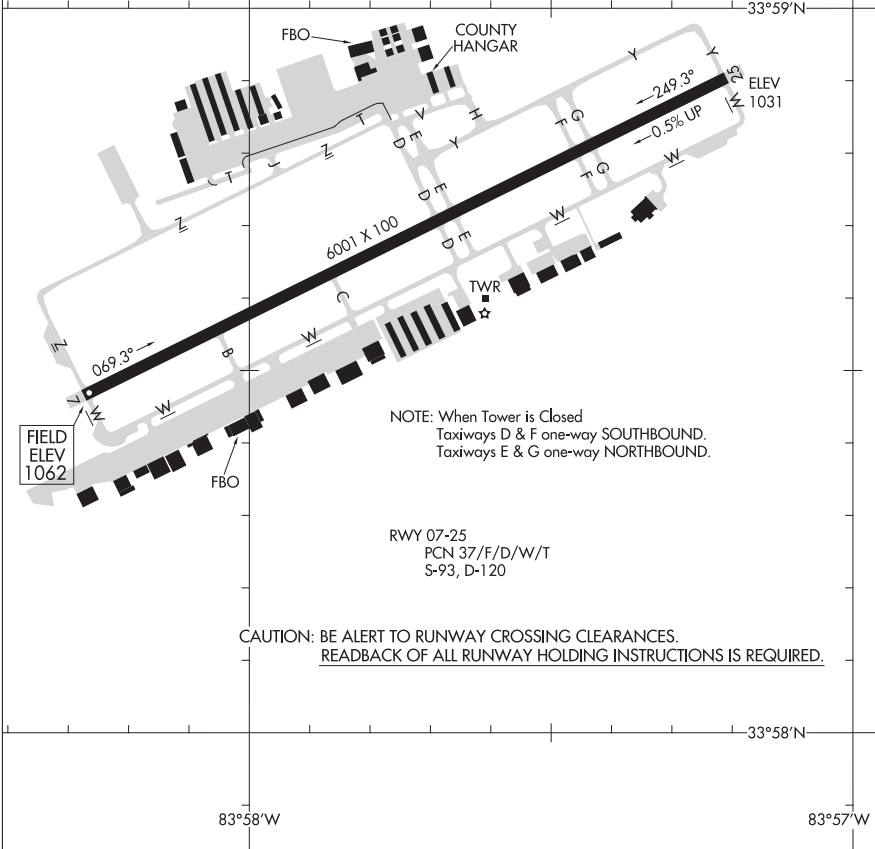 33°59'N
FBO
COUNTY
HANGAR
Y
Y
25
ELEV
1031
249.3°
0.5% UP
W
H
V
T
E
D
Y
G
F
G
F
W
Z
J
T
J
Z
E
D
E
D
W
6001 X 100
TWR
C
W
Z
069.3°
B
7
W
W
FIELD
ELEV
1062
FBO
NOTE: When Tower is Closed
Taxiways D & F one-way SOUTHBOUND.
Taxiways E & G one-way NORTHBOUND.
RWY 07-25
PCN 37/F/D/W/T
S-93, D-120
CAUTION: BE ALERT TO RUNWAY CROSSING CLEARANCES.
READBACK OF ALL RUNWAY HOLDING INSTRUCTIONS IS REQUIRED.
33°58'N
83°58'W
83°57'W